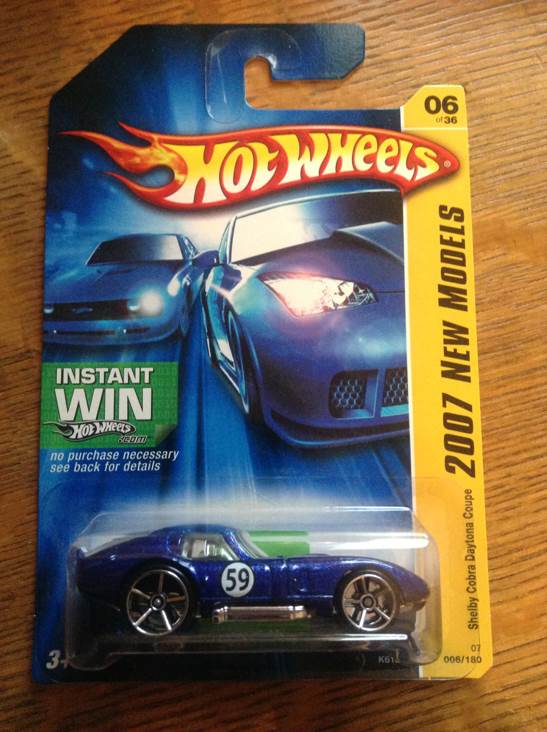 06
of 36
HOT WHEELS®
2007 NEW MODELS
Shelby Cobra Daytona Coupe
INSTANT
WIN
HOT WHEELS
.com
no purchase necessary
see back for details
59
3+
07
006/180